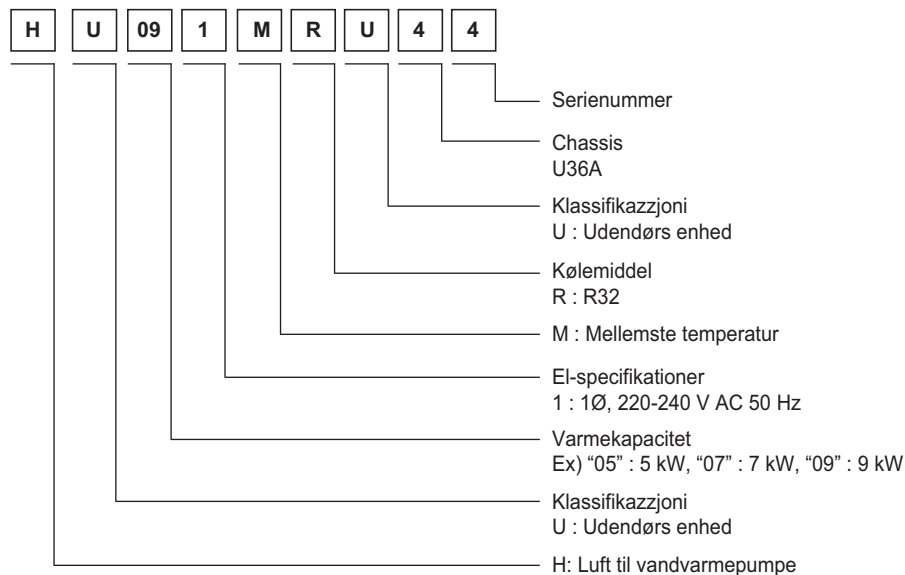 H U 09 1 M R U 4 4
Serienummer
Chassis
U36A
Klassifikazzjoni
U : Udendørs enhed
Kølemiddel
R : R32
M : Mellemste temperatur
El-specifikationer
1 : 1Ø, 220-240 V AC 50 Hz
Varmekapacitet
Ex) “05” : 5 kW, “07” : 7 kW, “09” : 9 kW
Klassifikazzjoni
U : Udendørs enhed
H: Luft til vandvarmepumpe